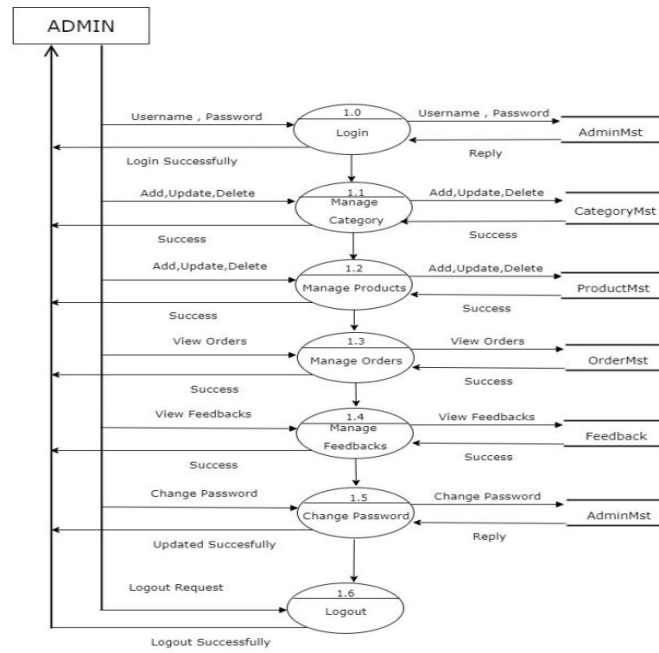 ADMIN
1.0
Username , Password
Username , Password
Login
AdminMst
Login Successfully
Reply
1.1
Add,Update,Delete
Add,Update,Delete
Manage
Category
CategoryMst
Success
Success
1.2
Add,Update,Delete
Add,Update,Delete
Manage Products
ProductMst
Success
Success
1.3
View Orders
View Orders
Manage Orders
OrderMst
Success
Success
1.4
View Feedbacks
View Feedbacks
Manage
Feedbacks
Feedback
Success
Success
1.5
Change Password
Change Password
Change Password
AdminMst
Updated Succesfully
Reply
1.6
Logout Request
Logout
Logout Successfully